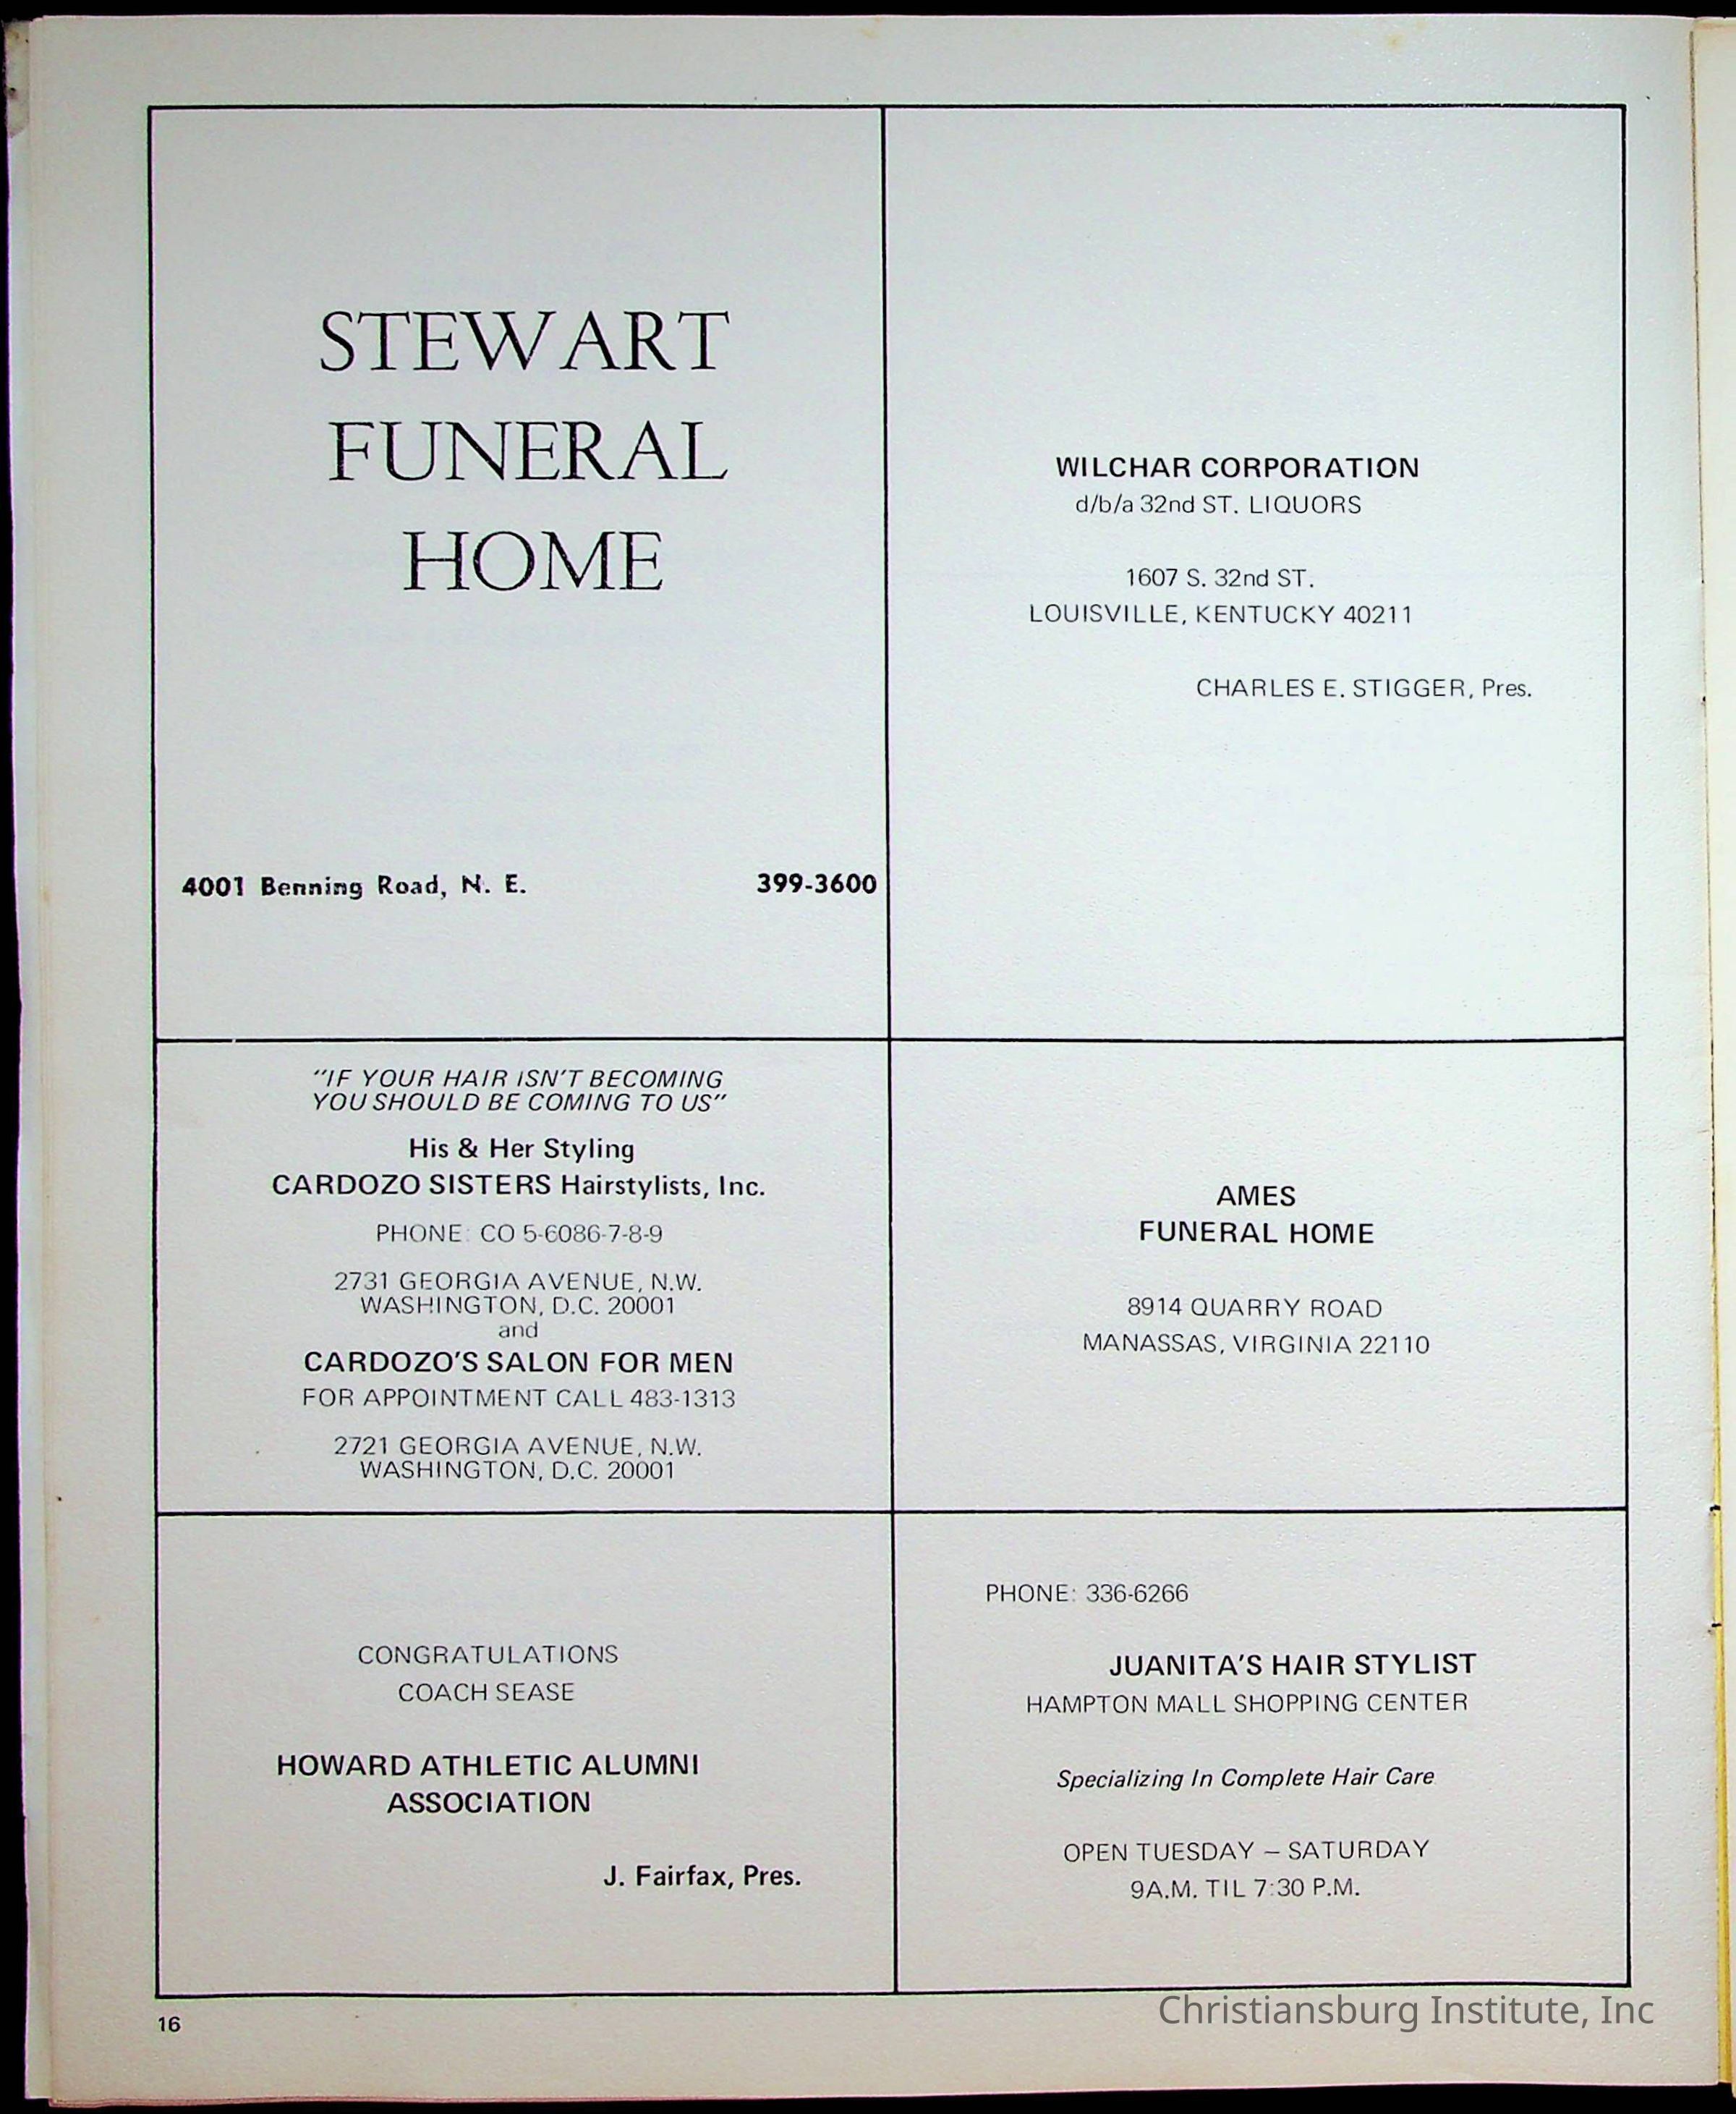 STEWART
FUNERAL
HOME
4001 Benning Road, N. E.
399-3600
WILCHAR CORPORATION
d/b/a 32nd ST. LIQUORS
1607 S. 32nd ST.
LOUISVILLE, KENTUCKY 40211
CHARLES E. STIGGER, Pres.
"IF YOUR HAIR ISN'T BECOMING
YOU SHOULD BE COMING TO US"
His & Her Styling
CARDOZO SISTERS Hairstylists, Inc.
PHONE: CO 5-6086-7-8-9
2731 GEORGIA AVENUE, N.W.
WASHINGTON, D.C. 20001
and
CARDOZO'S SALON FOR MEN
FOR APPOINTMENT CALL 483-1313
2721 GEORGIA AVENUE, N.W.
WASHINGTON, D.C. 20001
AMES
FUNERAL HOME
8914 QUARRY ROAD
MANASSAS, VIRGINIA 22110
CONGRATULATIONS
COACH SEASE
HOWARD ATHLETIC ALUMNI
ASSOCIATION
J. Fairfax, Pres.
PHONE: 336-6266
JUANITA'S HAIR STYLIST
HAMPTON MALL SHOPPING CENTER
Specializing In Complete Hair Care
OPEN TUESDAY – SATURDAY
9A.M. TIL 7:30 P.M.
16
Christiansburg Institute, Inc